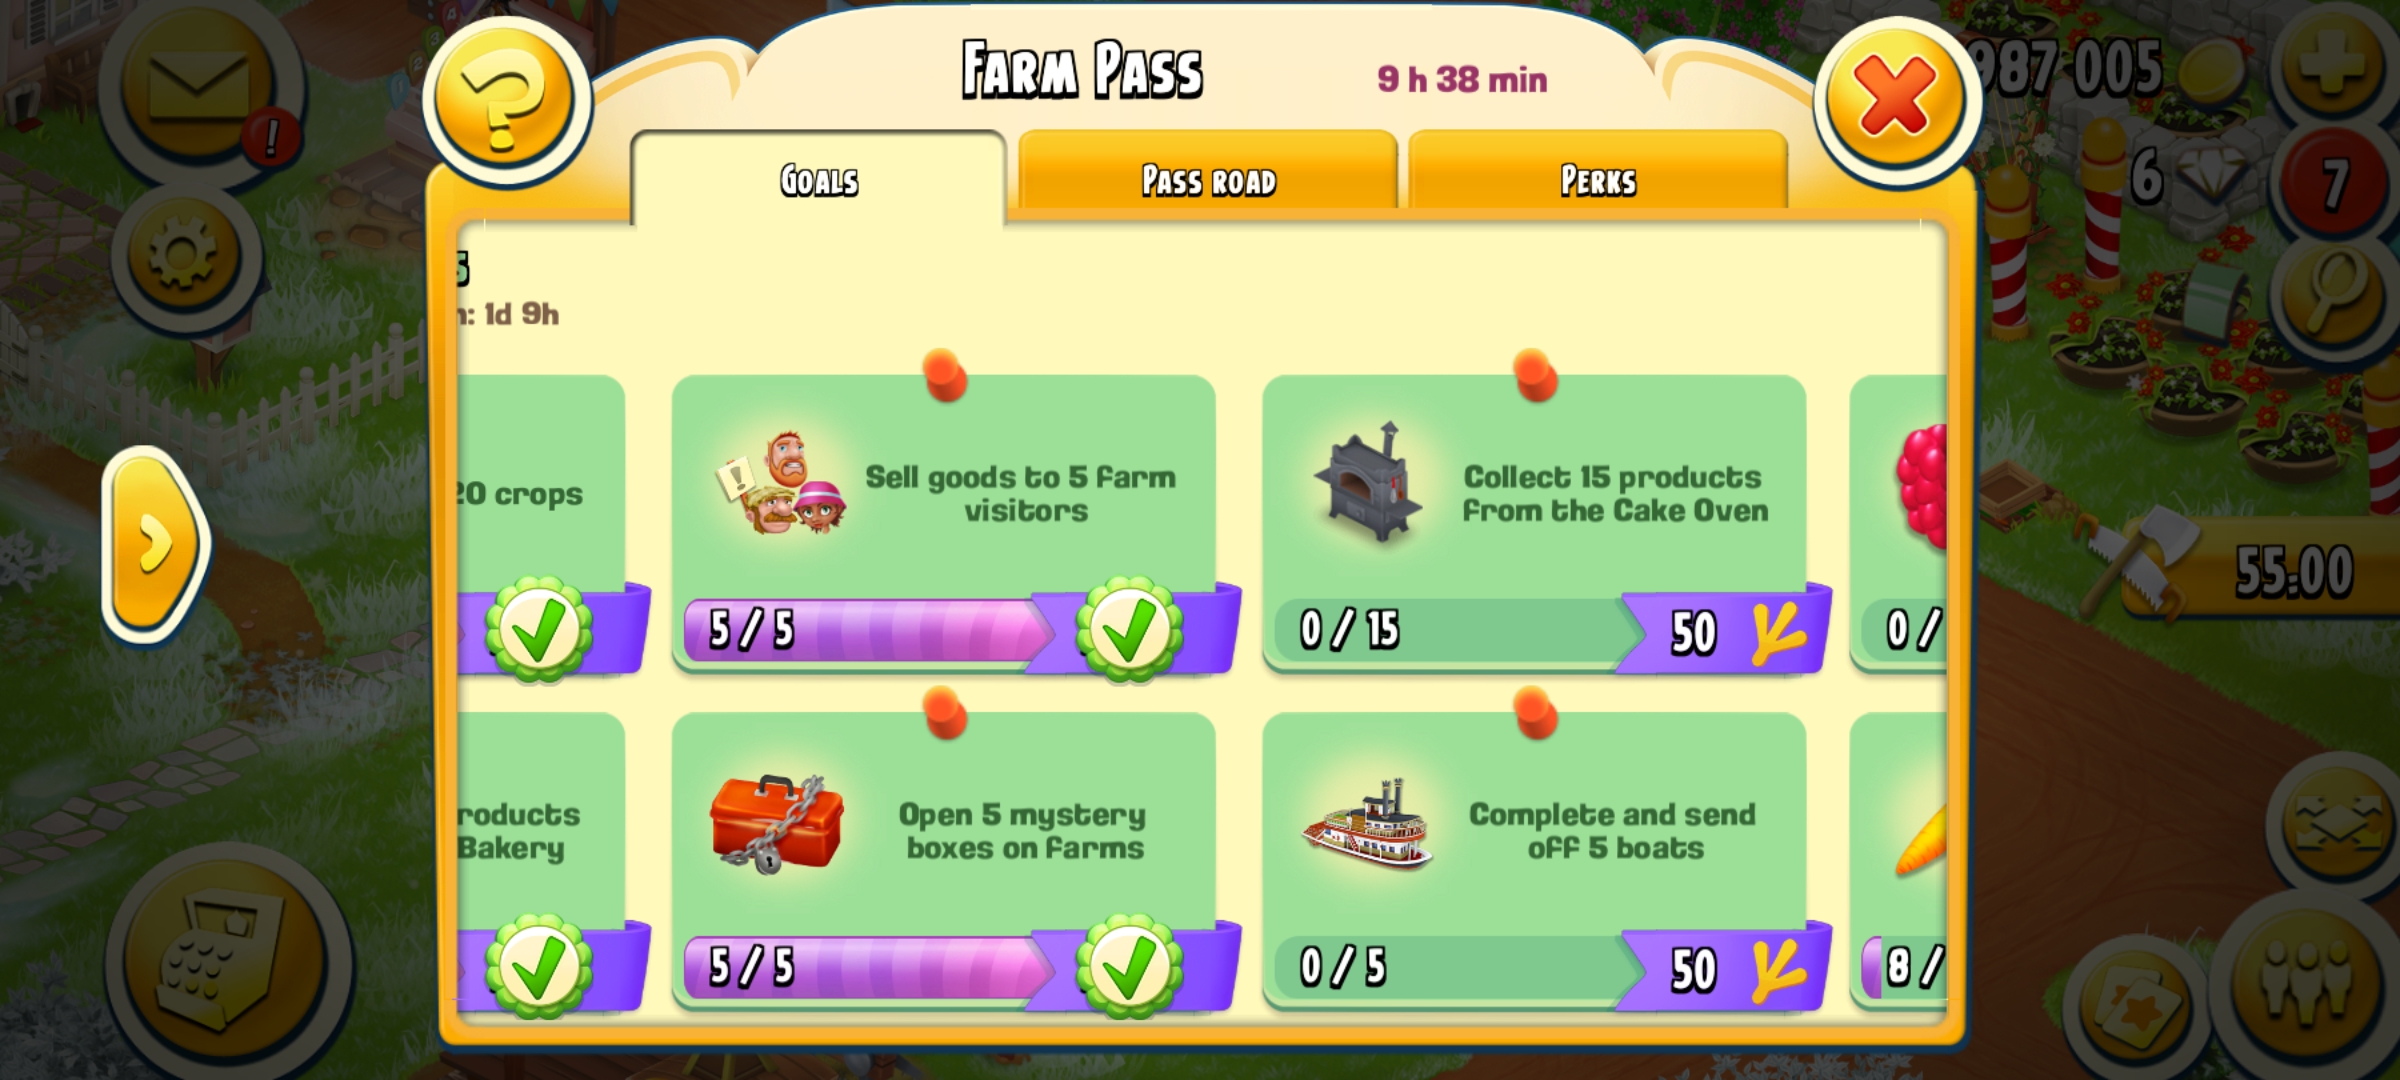 FARM PASS
9 h 38 min
987 005
GOALS
PASS ROAD
PERKS
6
7
1d 9h
20 crops
Sell goods to 5 farm
visitors
Collect 15 products
from the Cake Oven
5 / 5
0 / 15
50
0 /
55:00
Bakery
Open 5 mystery
boxes on farms
Complete and send
off 5 boats
5 / 5
0 / 5
50
8 /